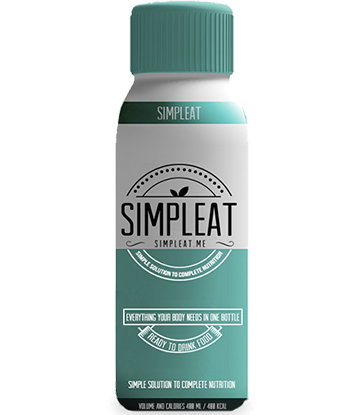 SIMPLEAT
SIMPLEAT
SIMPLEAT.ME
SIMPLE SOLUTION TO COMPLETE NUTRITION
EVERYTHING YOUR BODY NEEDS IN ONE BOTTLE
READY TO DRINK FOOD
SIMPLE SOLUTION TO COMPLETE NUTRITION
VOLUME AND CALORIES 400 ML / 400 KCAL